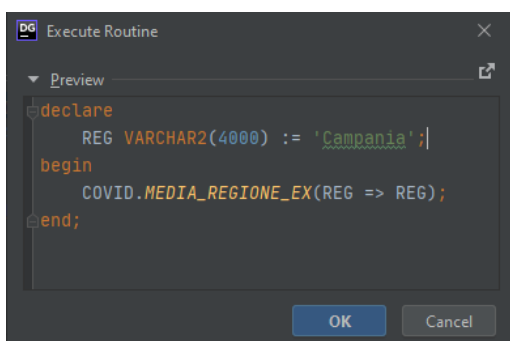 DG Execute Routine
Preview
declare
REG VARCHAR2(4000) := 'Campania';
begin
COVID.MEDIA_REGIONE_EX(REG => REG);
end;
OK Cancel